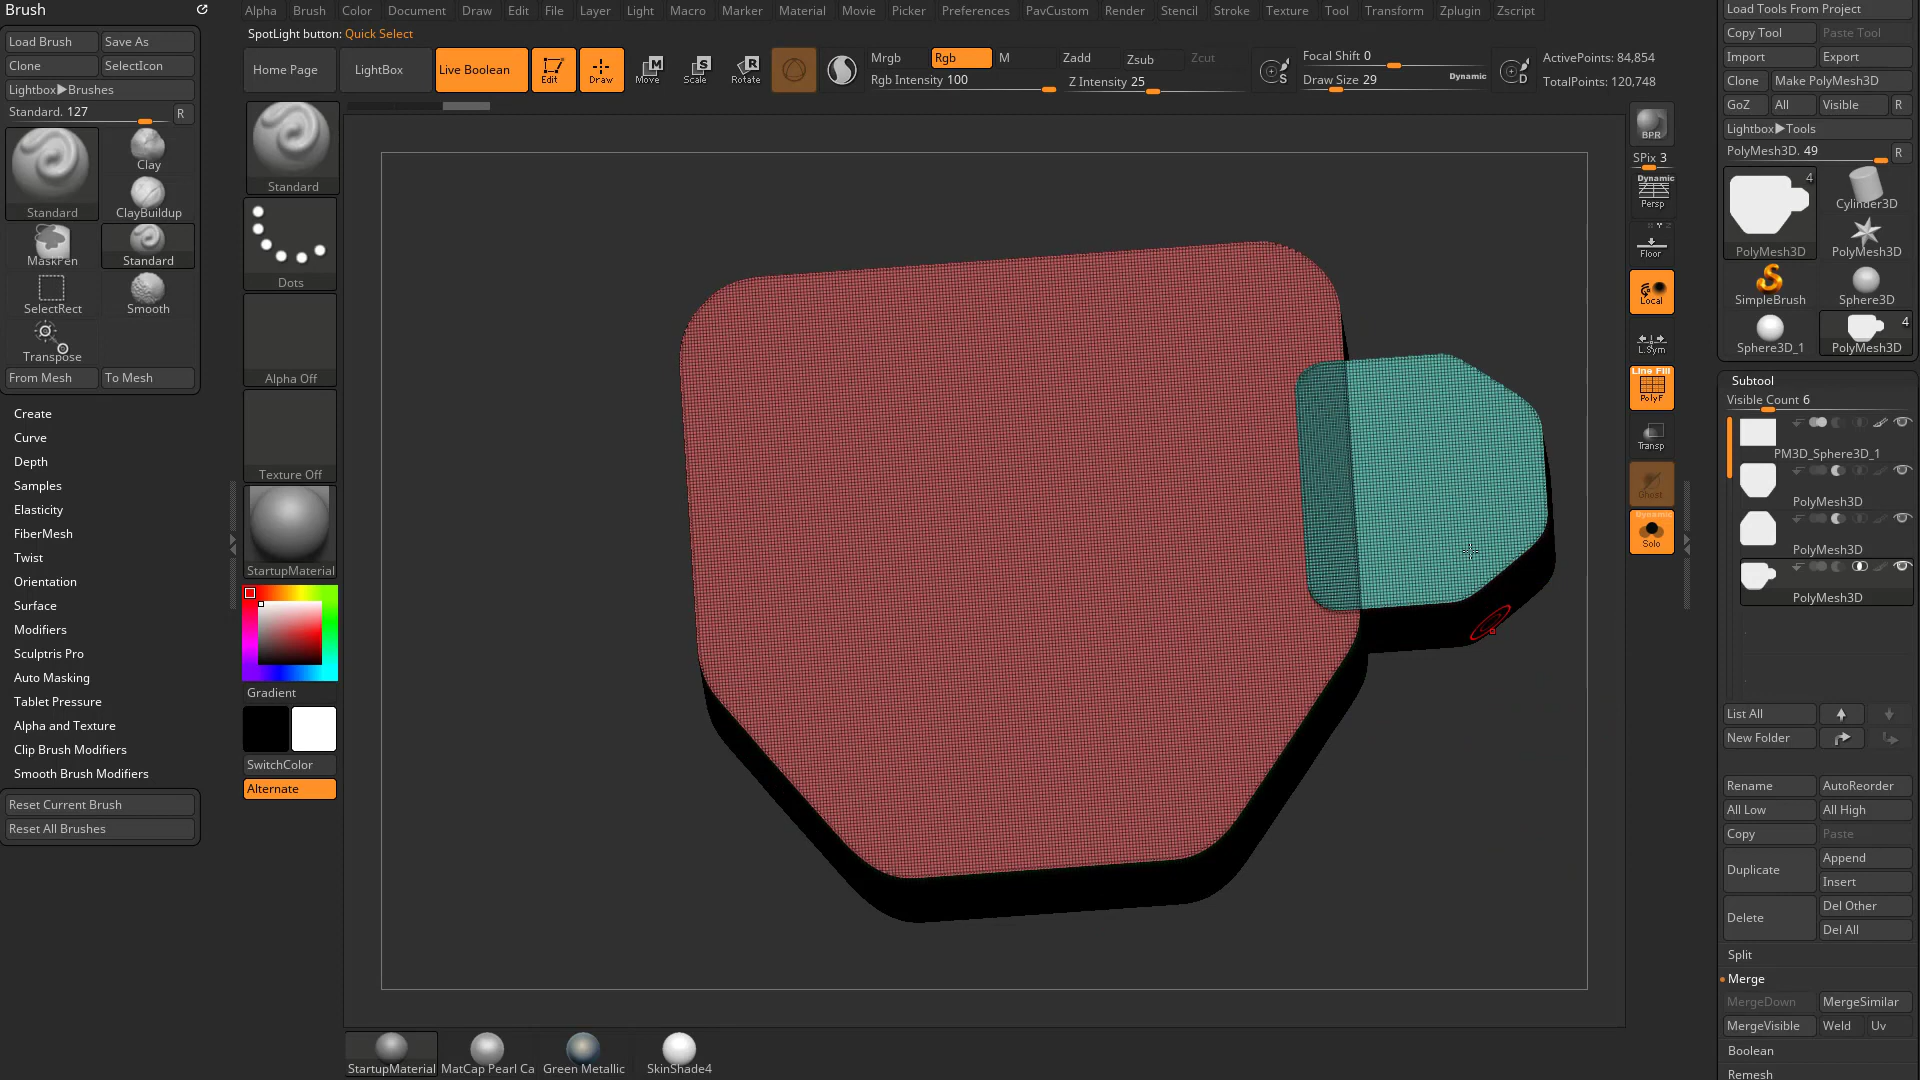 Brush
Alpha Brush Color Document Draw Edit File Layer Light Macro Marker Material Movie Picker Preferences PavCustom Render Stencil Stroke Texture Tool Transform Zplugin Zscript
Load Tools From Project
SpotLight button: Quick Select
Load Brush Save As
Clone SelectIcon
Lightbox▶Brushes
Standard. 127 R
Standard
Clay
ClayBuildup
MaskPen
Standard
SelectRect
Smooth
Transpose
From Mesh To Mesh
Create
Curve
Depth
Samples
Elasticity
FiberMesh
Twist
Orientation
Surface
Modifiers
Sculptris Pro
Auto Masking
Tablet Pressure
Alpha and Texture
Clip Brush Modifiers
Smooth Brush Modifiers
Reset Current Brush
Reset All Brushes
Home Page
LightBox
Live Boolean
Edit
Draw
M
Move
S
Scale
R
Rotate
Mrgb Rgb M
Rgb Intensity 100
Zadd Zsub Zcut
Z Intensity 25
S
Focal Shift 0
Draw Size 29 Dynamic
D
ActivePoints: 84,854
TotalPoints: 120,748
Standard
Dots
Alpha Off
Texture Off
StartupMaterial
Gradient
SwitchColor
Alternate
StartupMaterial MatCap Pearl Ca Green Metallic SkinShade4
BPR
SPix 3
Dynamic
Persp
Floor
Local
L.Sym
Line Fill
PolyF
Transp
Ghost
Dynamic
Solo
Copy Tool Paste Tool
Import Export
Clone Make PolyMesh3D
GoZ All Visible R
Lightbox▶Tools
PolyMesh3D. 49 R
4
PolyMesh3D
Cylinder3D
PolyMesh3D
SimpleBrush
Sphere3D
Sphere3D_1
4
PolyMesh3D
Subtool
Visible Count 6
PM3D_Sphere3D_1
PolyMesh3D
PolyMesh3D
PolyMesh3D
List All
New Folder
Rename AutoReorder
All Low All High
Copy Paste
Duplicate
Append
Insert
Delete
Del Other
Del All
Split
Merge
MergeDown MergeSimilar
MergeVisible Weld Uv
Boolean
Remesh